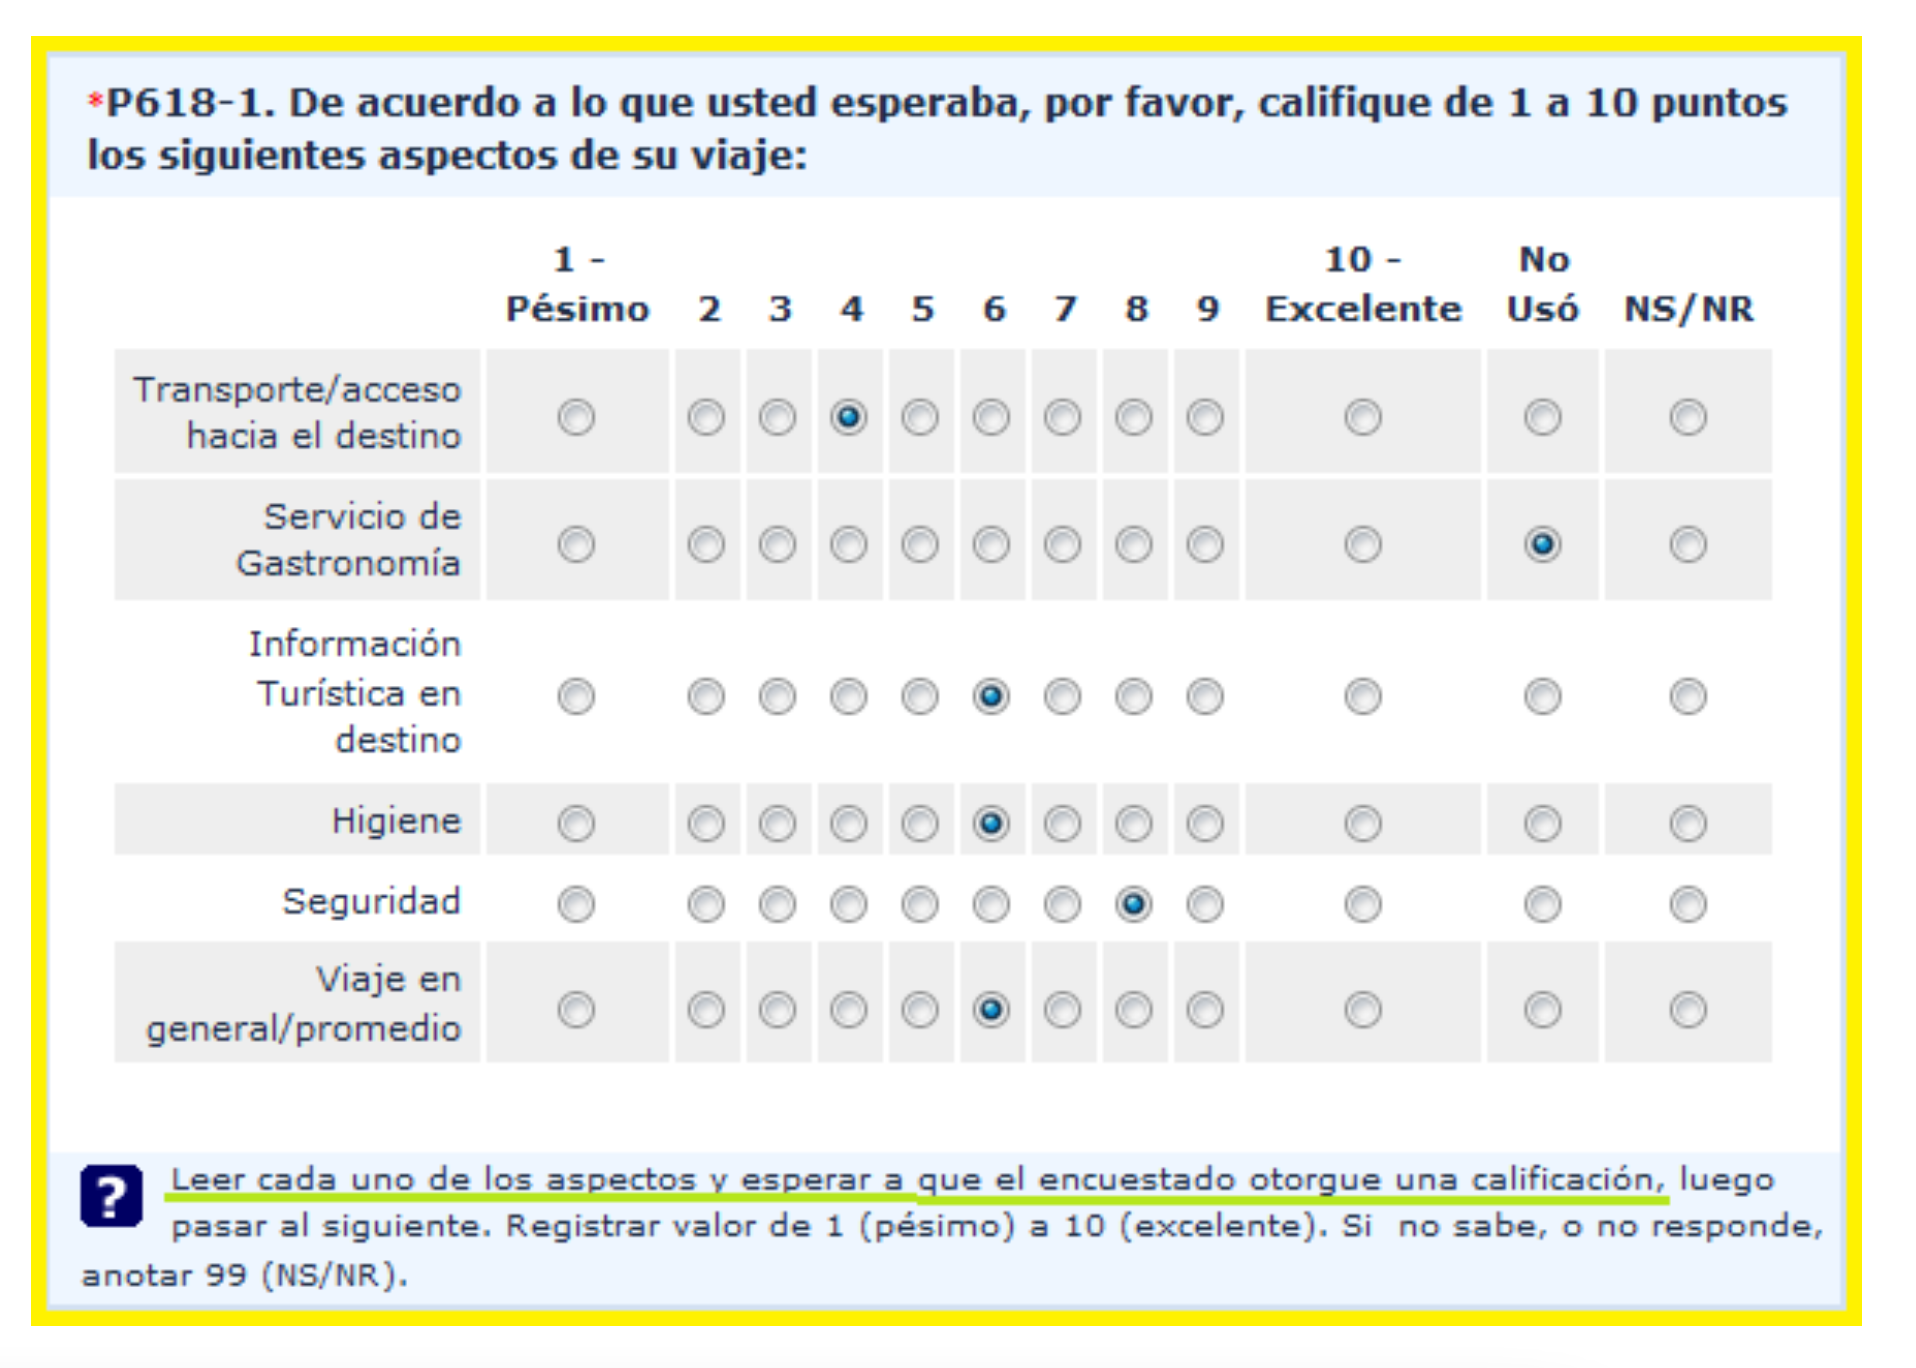 *P618-1. De acuerdo a lo que usted esperaba, por favor, califique de 1 a 10 puntos
los siguientes aspectos de su viaje:
1 - Pésimo 2 3 4 5 6 7 8 9 10 - Excelente No Usó NS/NR
Transporte/acceso
hacia el destino
Servicio de
Gastronomía
Información
Turística en
destino
Higiene
Seguridad
Viaje en
general/promedio
? Leer cada uno de los aspectos y esperar a que el encuestado otorgue una calificación, luego
pasar al siguiente. Registrar valor de 1 (pésimo) a 10 (excelente). Si no sabe, o no responde,
anotar 99 (NS/NR).